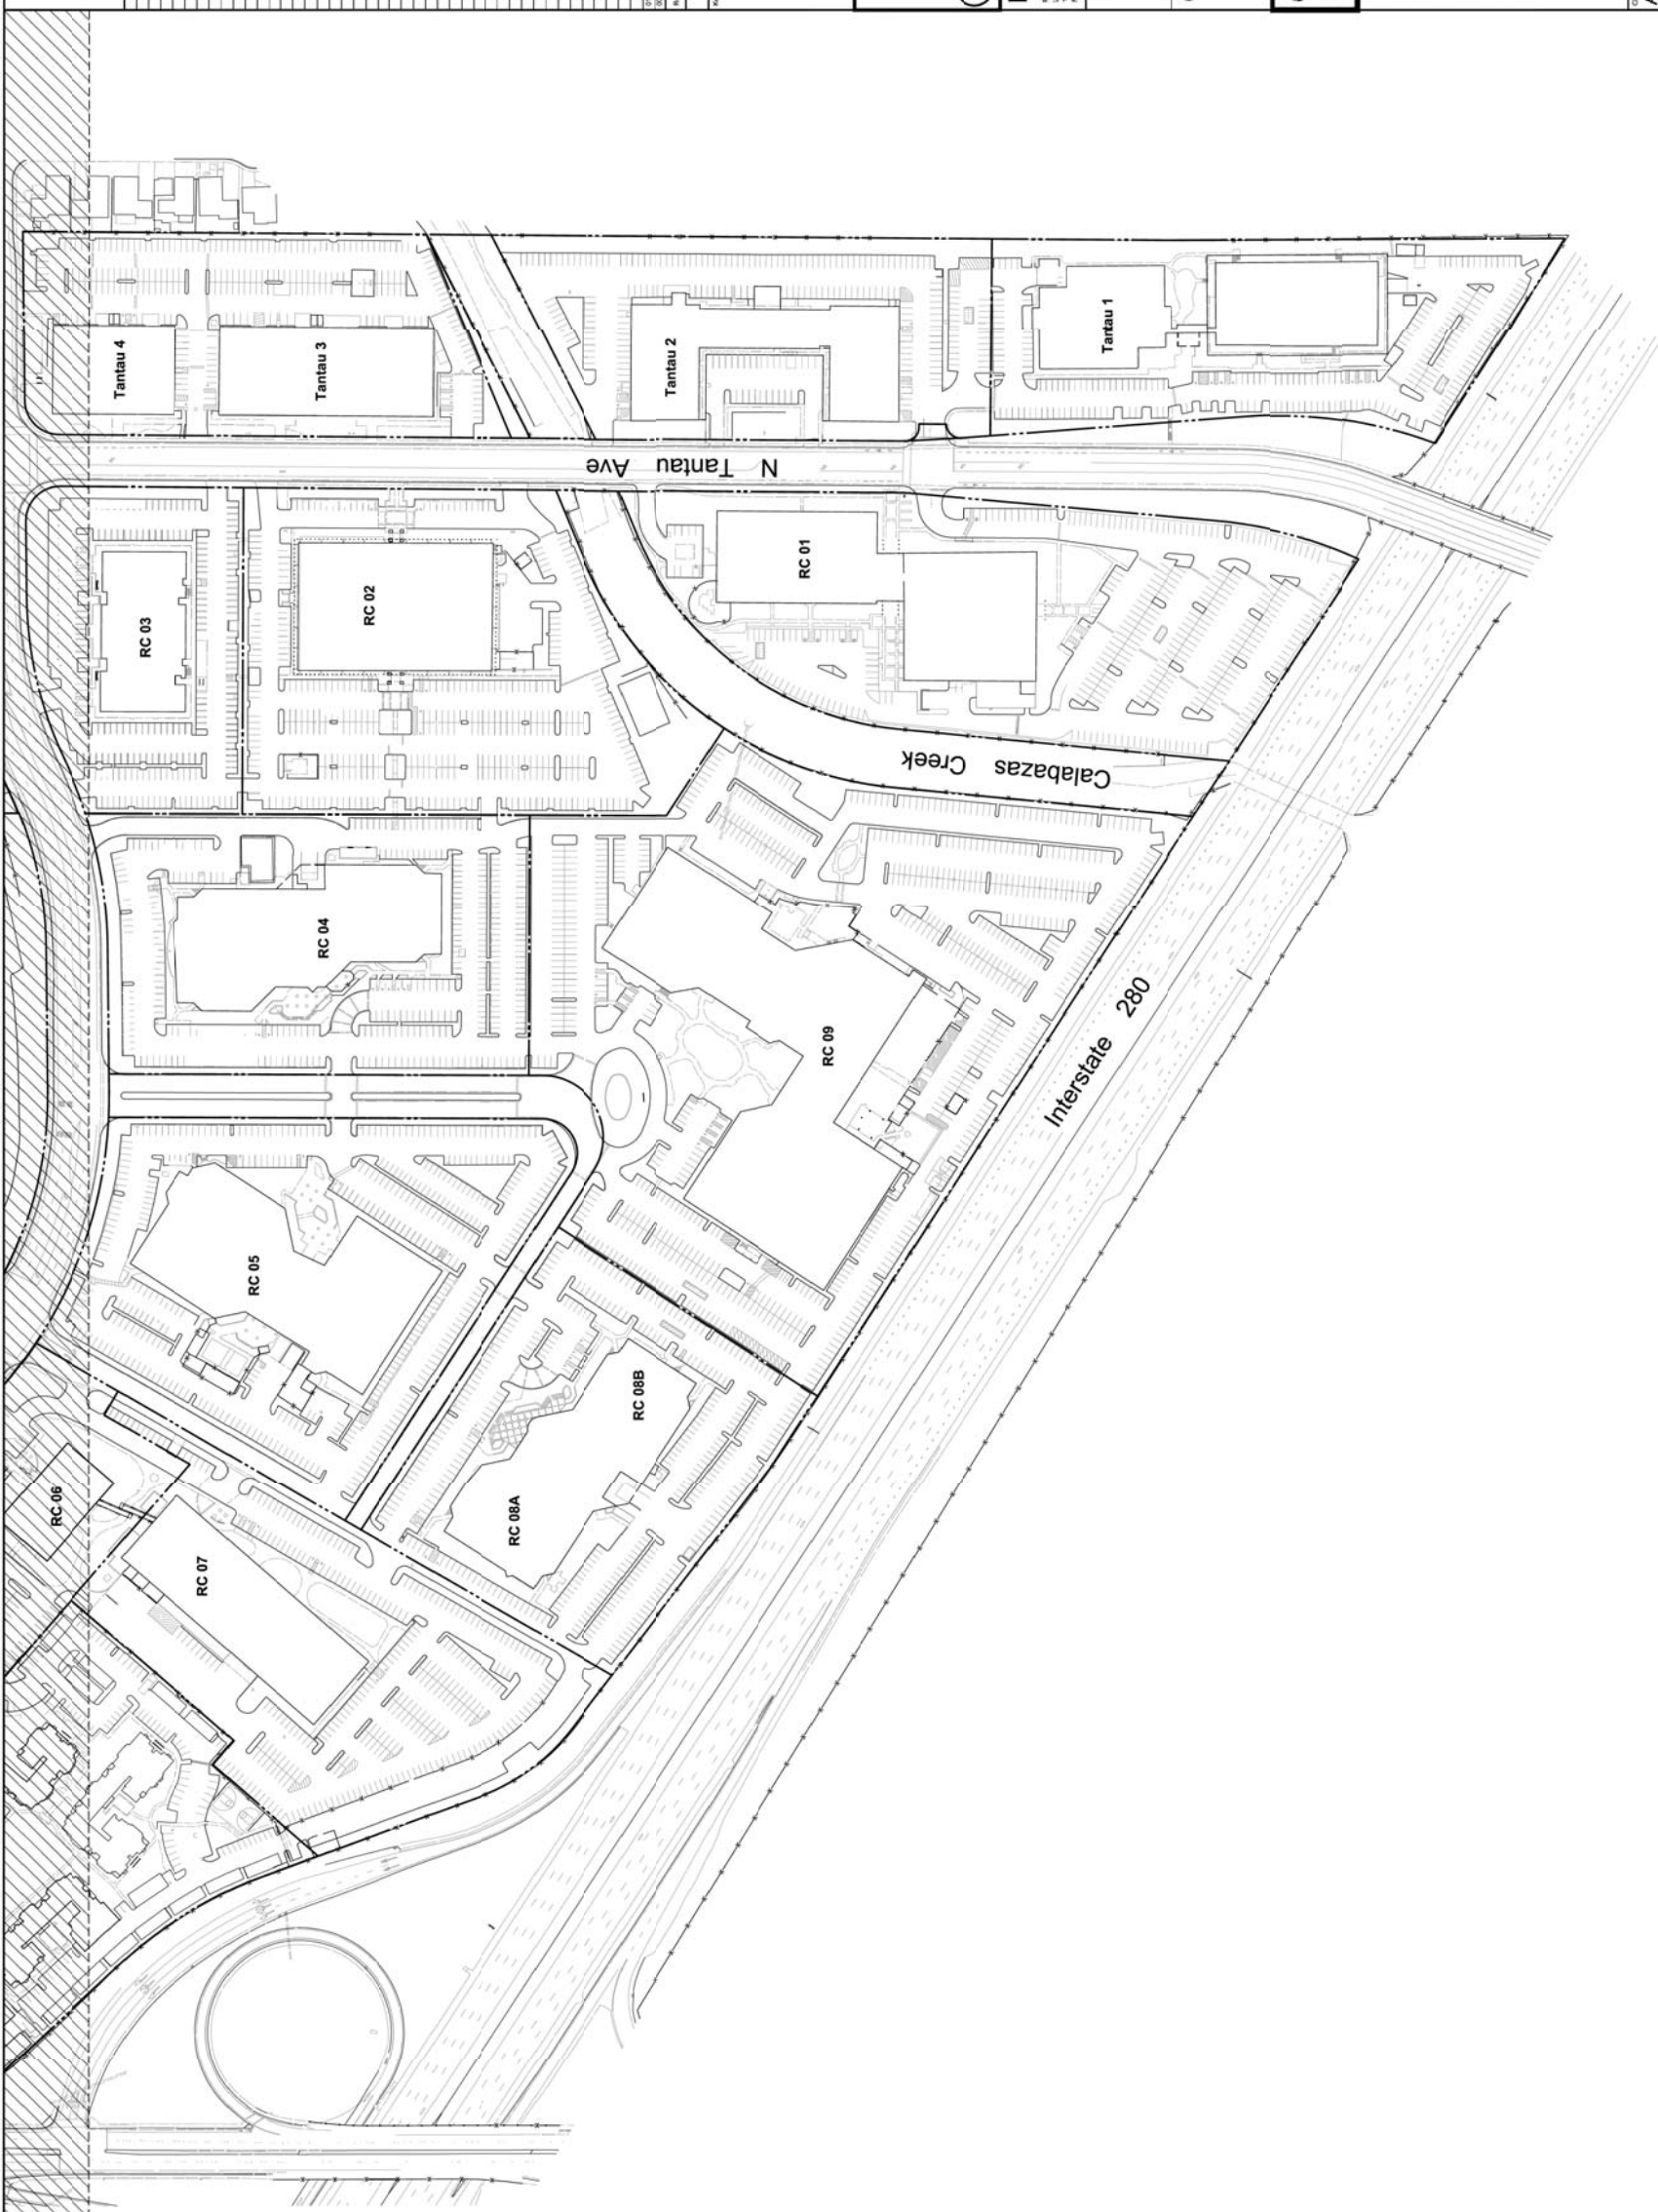 Tantau 4
Tantau 3
Tantau 2
Tantau 1
N Tantau Ave
RC 03
RC 02
RC 01
Calabazas Creek
RC 04
RC 09
Interstate 280
RC 05
RC 08B
RC 08A
RC 06
RC 07